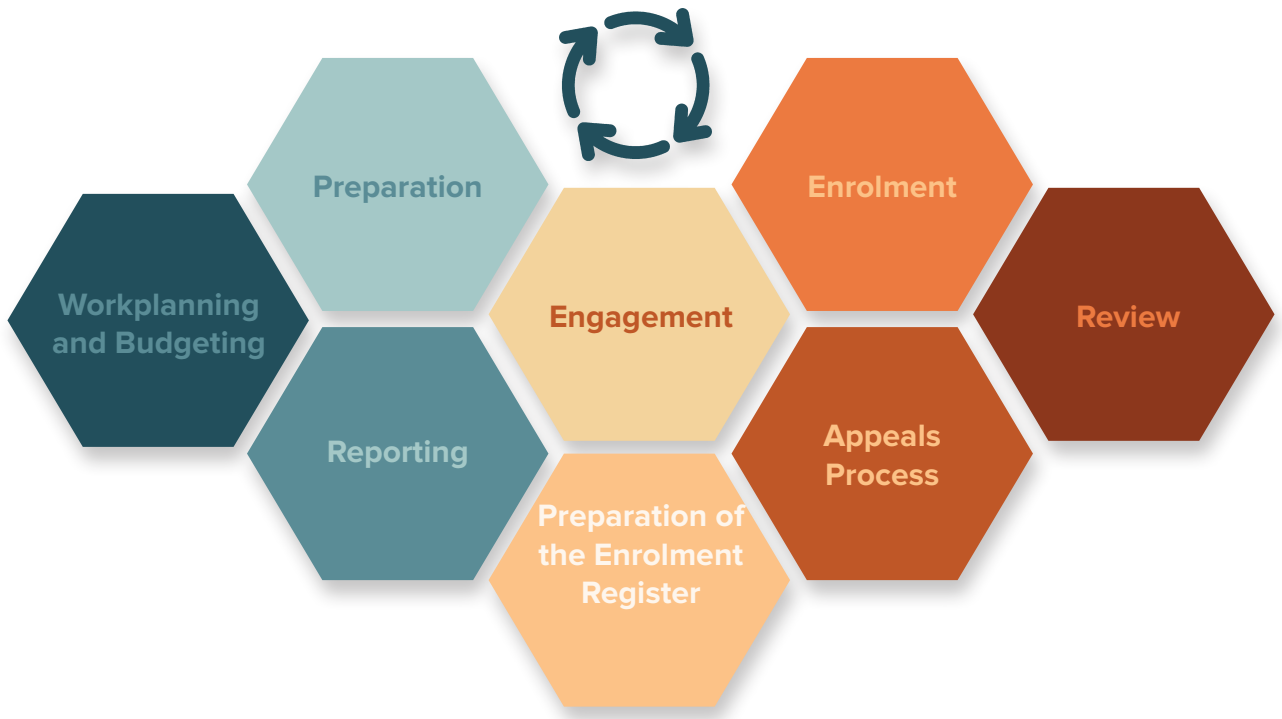 Preparation
Enrolment
Workplanning
and Budgeting
Engagement
Review
Reporting
Appeals
Process
Preparation of
the Enrolment
Register